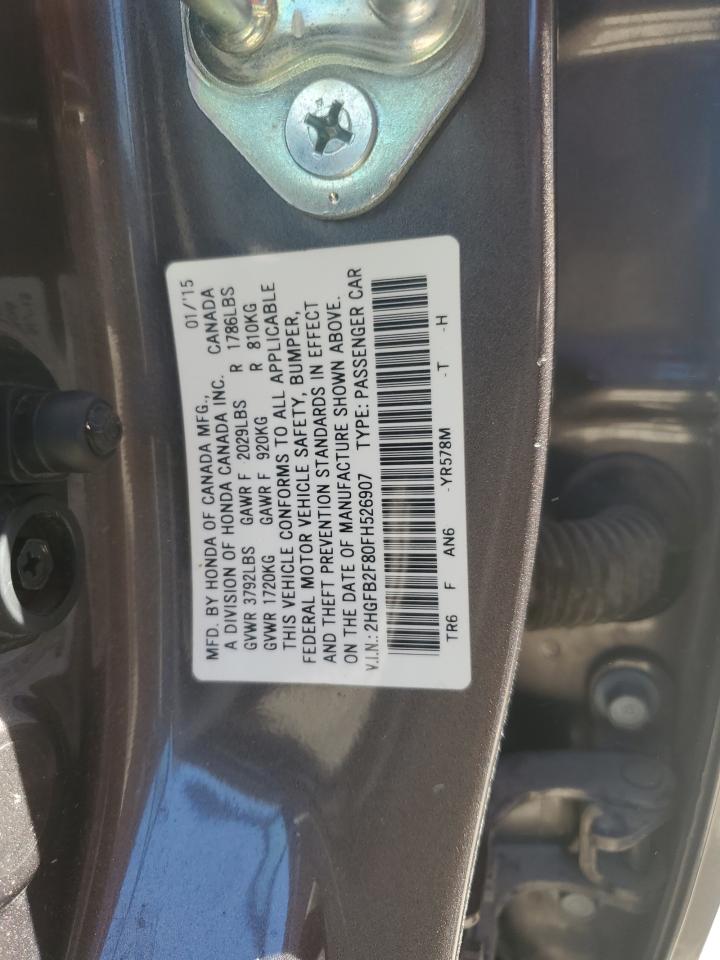 MFD. BY HONDA OF CANADA MFG., 01/'15
A DIVISION OF HONDA CANADA INC. CANADA
GVWR 3792LBS GAWR F 2029LBS R 1786LBS
GVWR 1720KG GAWR F 920KG R 810KG
THIS VEHICLE CONFORMS TO ALL APPLICABLE
FEDERAL MOTOR VEHICLE SAFETY, BUMPER,
AND THEFT PREVENTION STANDARDS IN EFFECT
ON THE DATE OF MANUFACTURE SHOWN ABOVE.
V.I.N.: 2HGFB2F80FH526907 TYPE: PASSENGER CAR
TR6 F AN6 -YR578M -T -H